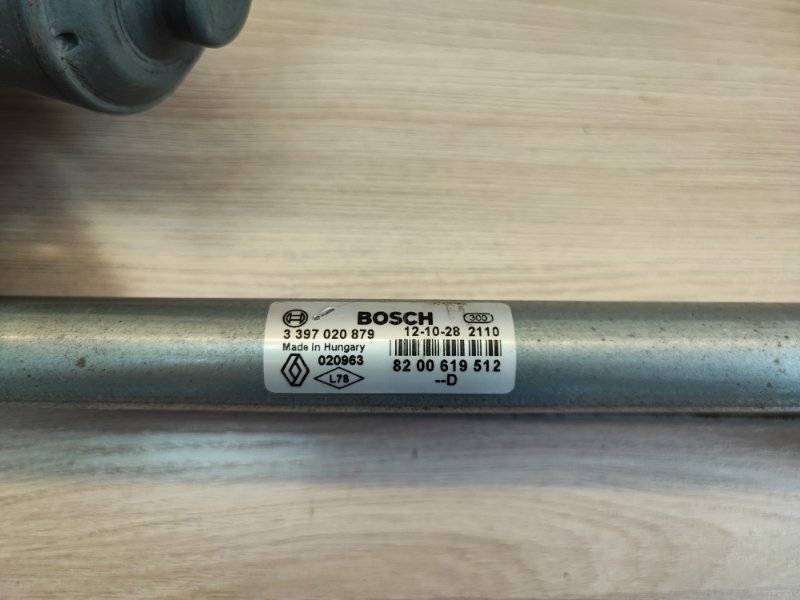 BOSCH 300
3 397 020 879 12-10-28 2110
Made in Hungary
020963
L78 82 00 619 512
--D